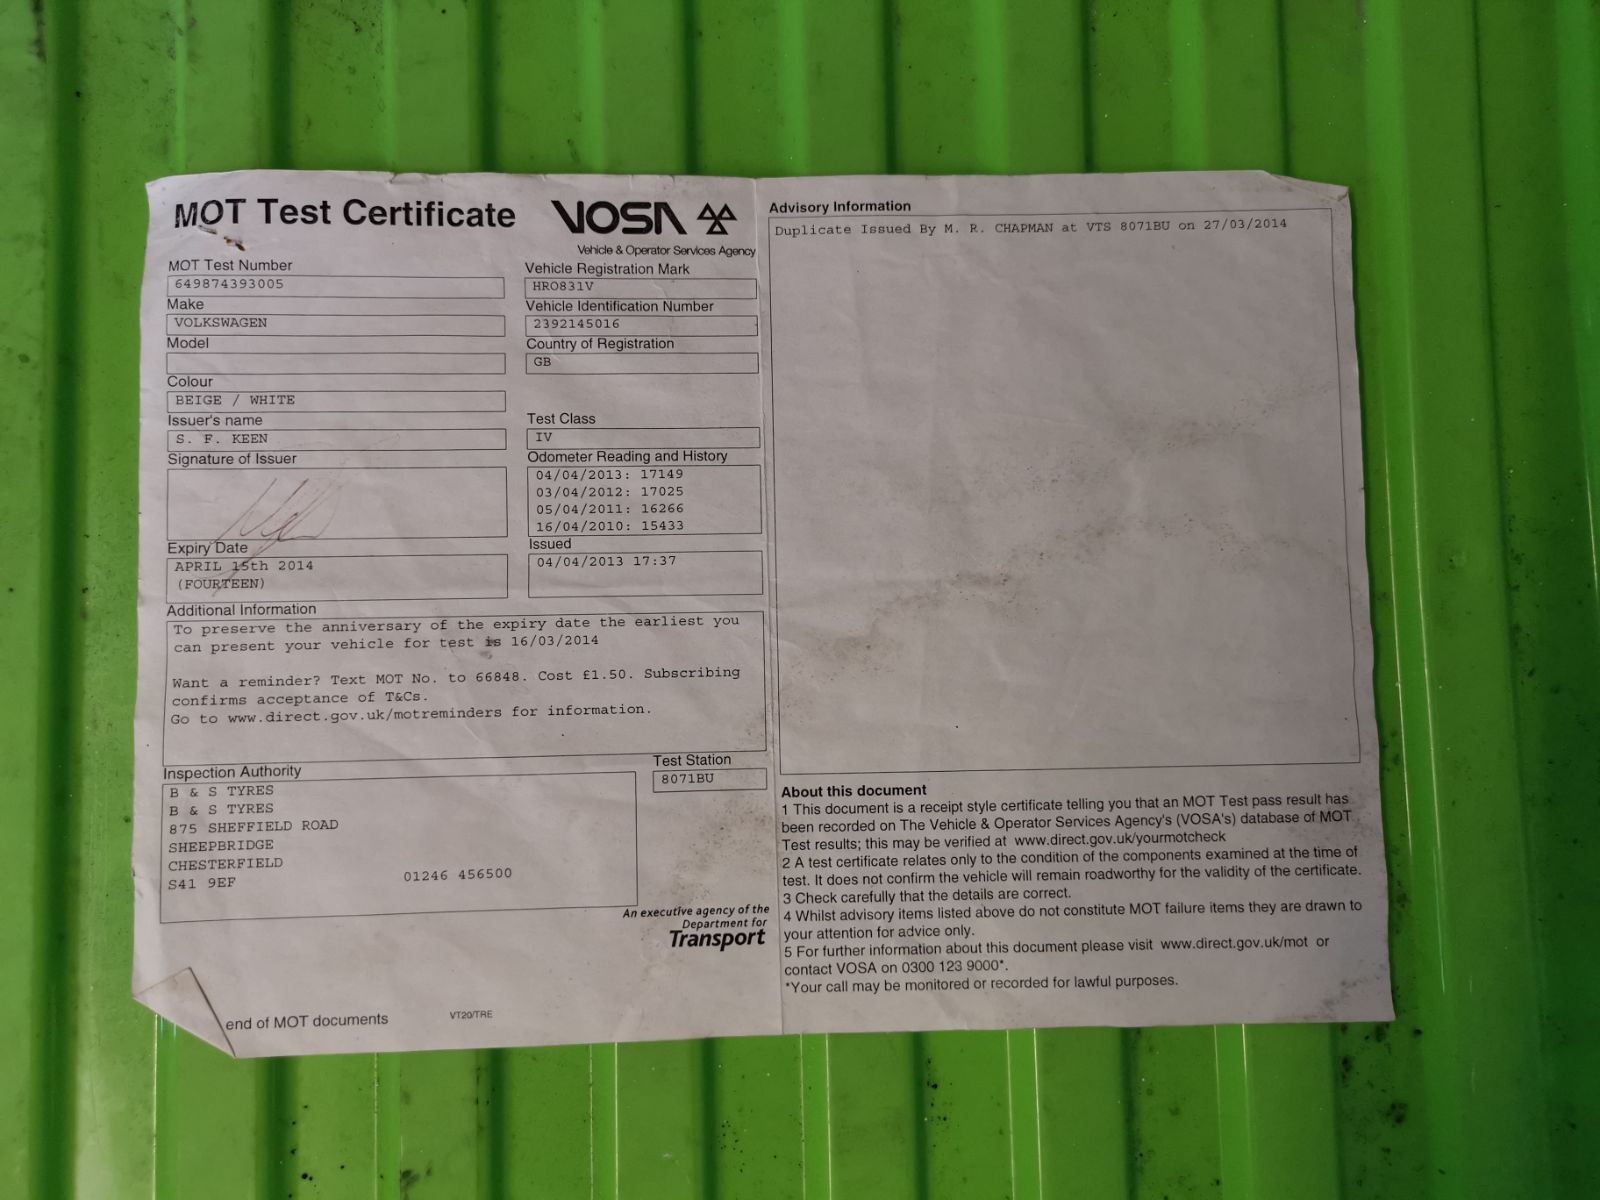 MOT Test Certificate
VOSA
Vehicle & Operator Services Agency
MOT Test Number
649874393005
Vehicle Registration Mark
HRO831V
Make
VOLKSWAGEN
Vehicle Identification Number
2392145016
Model
Country of Registration
GB
Colour
BEIGE / WHITE
Issuer's name
S. F. KEEN
Test Class
IV
Signature of Issuer
Odometer Reading and History
04/04/2013: 17149
03/04/2012: 17025
05/04/2011: 16266
16/04/2010: 15433
Expiry Date
APRIL 15th 2014
(FOURTEEN)
Issued
04/04/2013 17:37
Additional Information
To preserve the anniversary of the expiry date the earliest you
can present your vehicle for test is 16/03/2014
Want a reminder? Text MOT No. to 66848. Cost £1.50. Subscribing
confirms acceptance of T&Cs.
Go to www.direct.gov.uk/motreminders for information.
Inspection Authority
B & S TYRES
B & S TYRES
875 SHEFFIELD ROAD
SHEEPBRIDGE
CHESTERFIELD
S41 9EF 01246 456500
Test Station
8071BU
An executive agency of the
Department for
Transport
end of MOT documents
VT20/TRE
Advisory Information
Duplicate Issued By M. R. CHAPMAN at VTS 8071BU on 27/03/2014
About this document
1 This document is a receipt style certificate telling you that an MOT Test pass result has
been recorded on The Vehicle & Operator Services Agency's (VOSA's) database of MOT
Test results; this may be verified at www.direct.gov.uk/yourmotcheck
2 A test certificate relates only to the condition of the components examined at the time of
test. It does not confirm the vehicle will remain roadworthy for the validity of the certificate.
3 Check carefully that the details are correct.
4 Whilst advisory items listed above do not constitute MOT failure items they are drawn to
your attention for advice only.
5 For further information about this document please visit www.direct.gov.uk/mot or
contact VOSA on 0300 123 9000*.
*Your call may be monitored or recorded for lawful purposes.